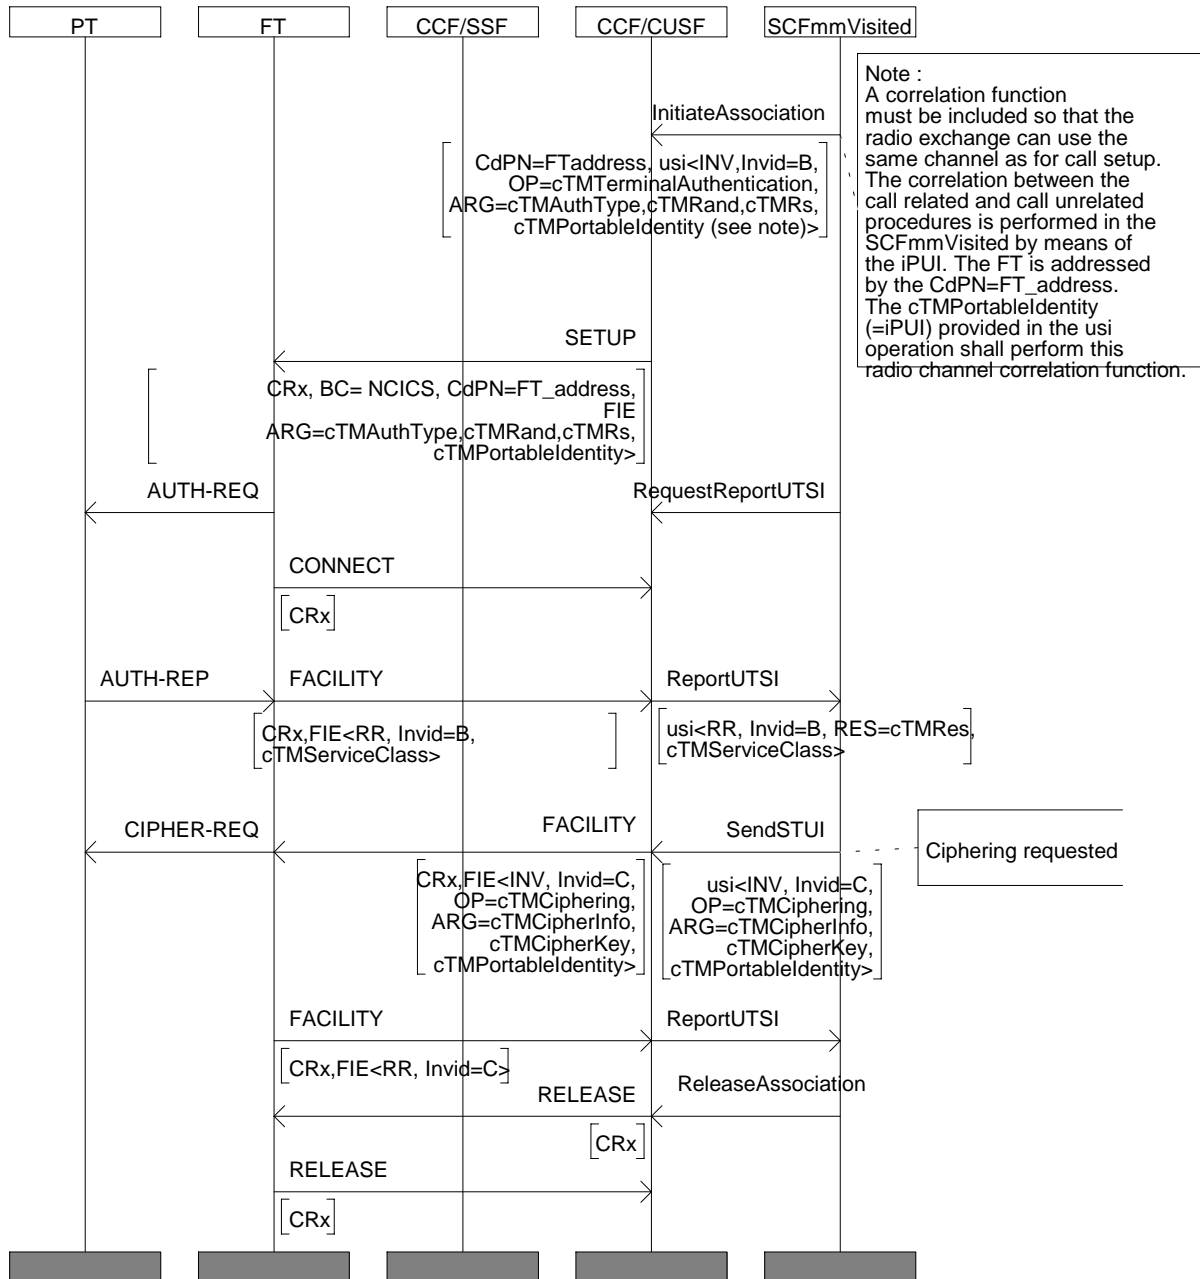 PT
FT
CCF/SSF
CCF/CUSF
SCFmmVisited
Note :
A correlation function
must be included so that the
radio exchange can use the
same channel as for call setup.
The correlation between the
call related and call unrelated
procedures is performed in the
SCFmmVisited by means of
the iPUI. The FT is addressed
by the CdPN=FT_address.
The cTMPortableIdentity
(=iPUI) provided in the usi
operation shall perform this
radio channel correlation function.
InitiateAssociation
CdPN=FTaddress, usi<INV,Invid=B,
OP=cTMTerminalAuthentication,
ARG=cTMAuthType,cTMRand,cTMRs,
cTMPortableIdentity (see note)>
SETUP
CRx, BC= NCICS, CdPN=FT_address,
FIE
ARG=cTMAuthType,cTMRand,cTMRs,
cTMPortableIdentity>
AUTH-REQ
RequestReportUTSI
CONNECT
CRx
AUTH-REP
FACILITY
ReportUTSI
CRx,FIE<RR, Invid=B,
cTMServiceClass>
usi<RR, Invid=B, RES=cTMRes,
cTMServiceClass>
CIPHER-REQ
FACILITY
SendSTUI
Ciphering requested
CRx,FIE<INV, Invid=C,
OP=cTMCiphering,
ARG=cTMCipherInfo,
cTMCipherKey,
cTMPortableIdentity>
usi<INV, Invid=C,
OP=cTMCiphering,
ARG=cTMCipherInfo,
cTMCipherKey,
cTMPortableIdentity>
FACILITY
ReportUTSI
CRx,FIE<RR, Invid=C>
ReleaseAssociation
RELEASE
CRx
RELEASE
CRx